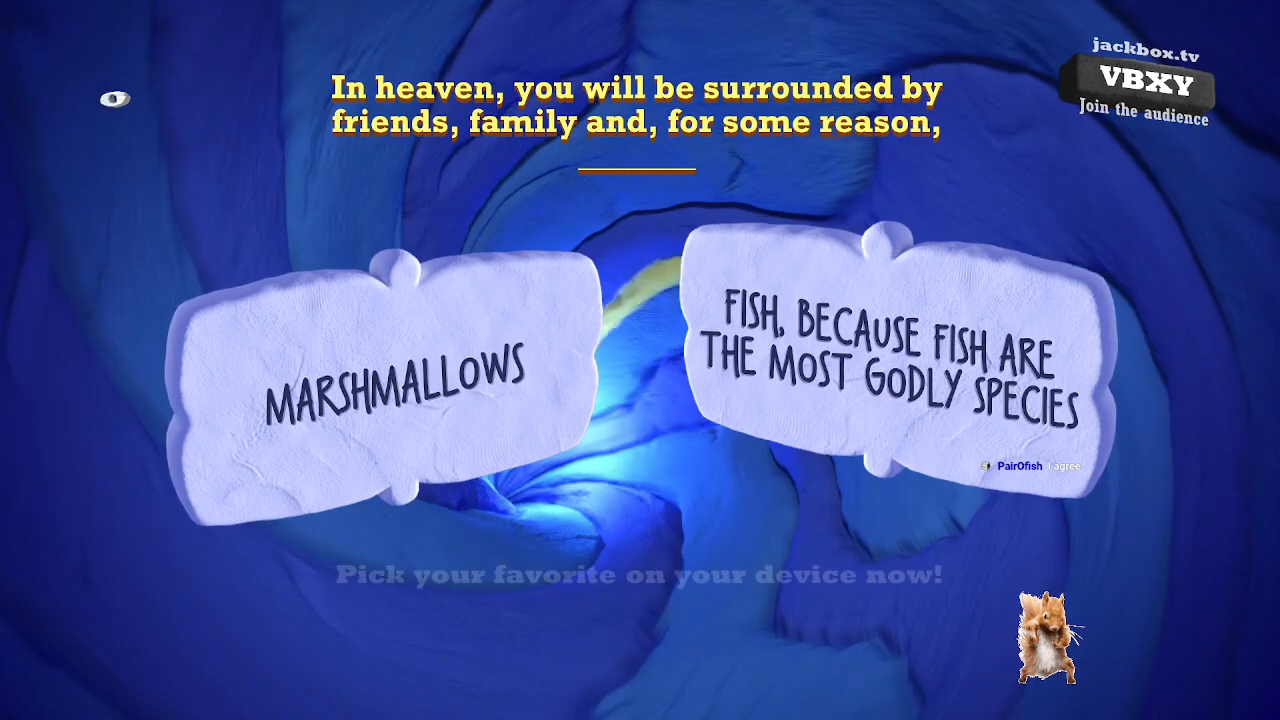 jackbox.tv
VBXY
Join the audience
In heaven, you will be surrounded by
friends, family and, for some reason,
MARSHMALLOWS
FISH, BECAUSE FISH ARE
THE MOST GODLY SPECIES
PairOfish I agree
Pick your favorite on your device now!